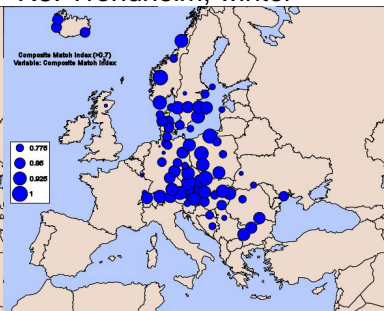 Composite Match Index (>0.7)
Variable: Composite Match Index
0.775
0.85
0.925
1